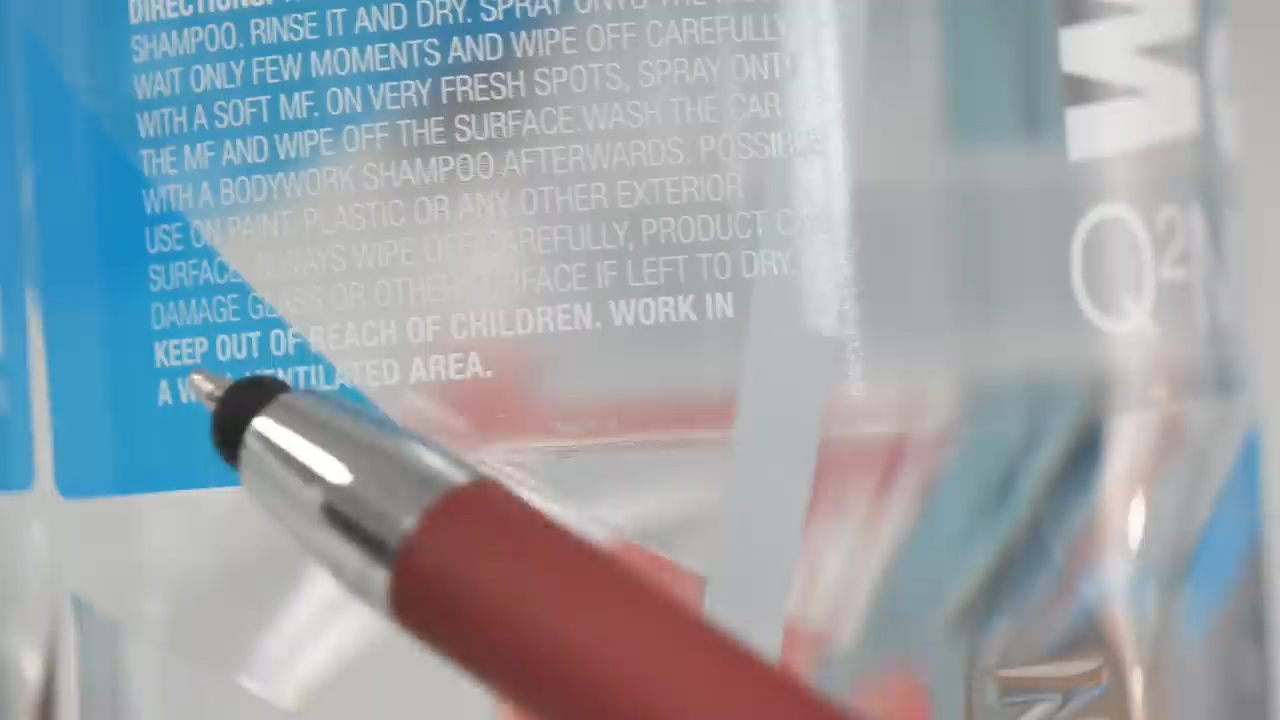 DIRECTIONS:
SHAMPOO. RINSE IT AND DRY. SPRAY ONTO THE
WAIT ONLY FEW MOMENTS AND WIPE OFF CAREFULLY
WITH A SOFT MF. ON VERY FRESH SPOTS, SPRAY ONTO
THE MF AND WIPE OFF THE SURFACE.WASH THE CAR
WITH A BODYWORK SHAMPOO AFTERWARDS. POSSIBLE
USE ON PAINT, PLASTIC OR ANY OTHER EXTERIOR
SURFACE. ALWAYS WIPE OFF CAREFULLY, PRODUCT CAN
DAMAGE GLASS OR OTHER SURFACE IF LEFT TO DRY.
KEEP OUT OF REACH OF CHILDREN. WORK IN
A WELL VENTILATED AREA.
M
Q²